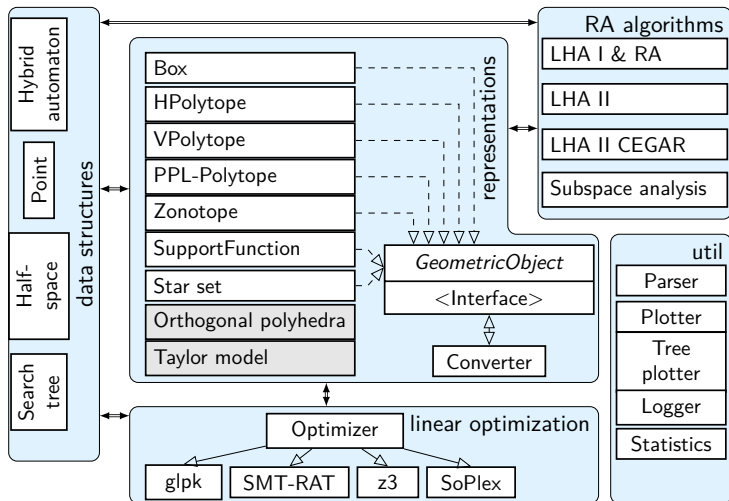 Hybrid
automaton
Point
Half-
space
Search
tree
data structures
Box
HPolytope
VPolytope
PPL-Polytope
Zonotope
SupportFunction
Star set
Orthogonal polyhedra
Taylor model
representations
GeometricObject
<Interface>
Converter
RA algorithms
LHA I & RA
LHA II
LHA II CEGAR
Subspace analysis
util
Parser
Plotter
Tree
plotter
Logger
Statistics
linear optimization
Optimizer
glpk
SMT-RAT
z3
SoPlex